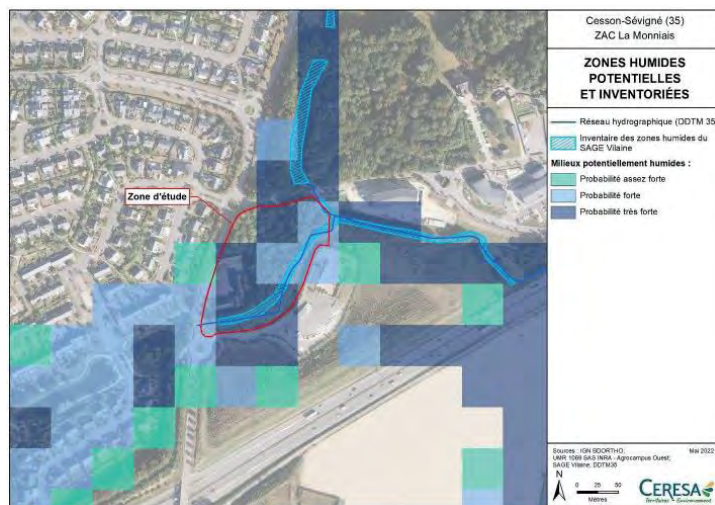 Cesson-Sévigné (35)
ZAC La Monniais
ZONES HUMIDES
POTENTIELLES
ET INVENTORIÉES
Réseau hydrographique (DDTM 35
Inventaire des zones humides du
SAGE Vilaine
Milieux potentiellement humides :
Probabilité assez forte
Probabilité forte
Probabilité très forte
Zone d'étude
Sources : IGN BDORTHO; Mai 2022
UMR 1069 SAS INRA - Agrocampus Ouest;
SAGE Vilaine; DDTM35
N
0 25 50
Mètres
CERESA
Territoires & Environnement